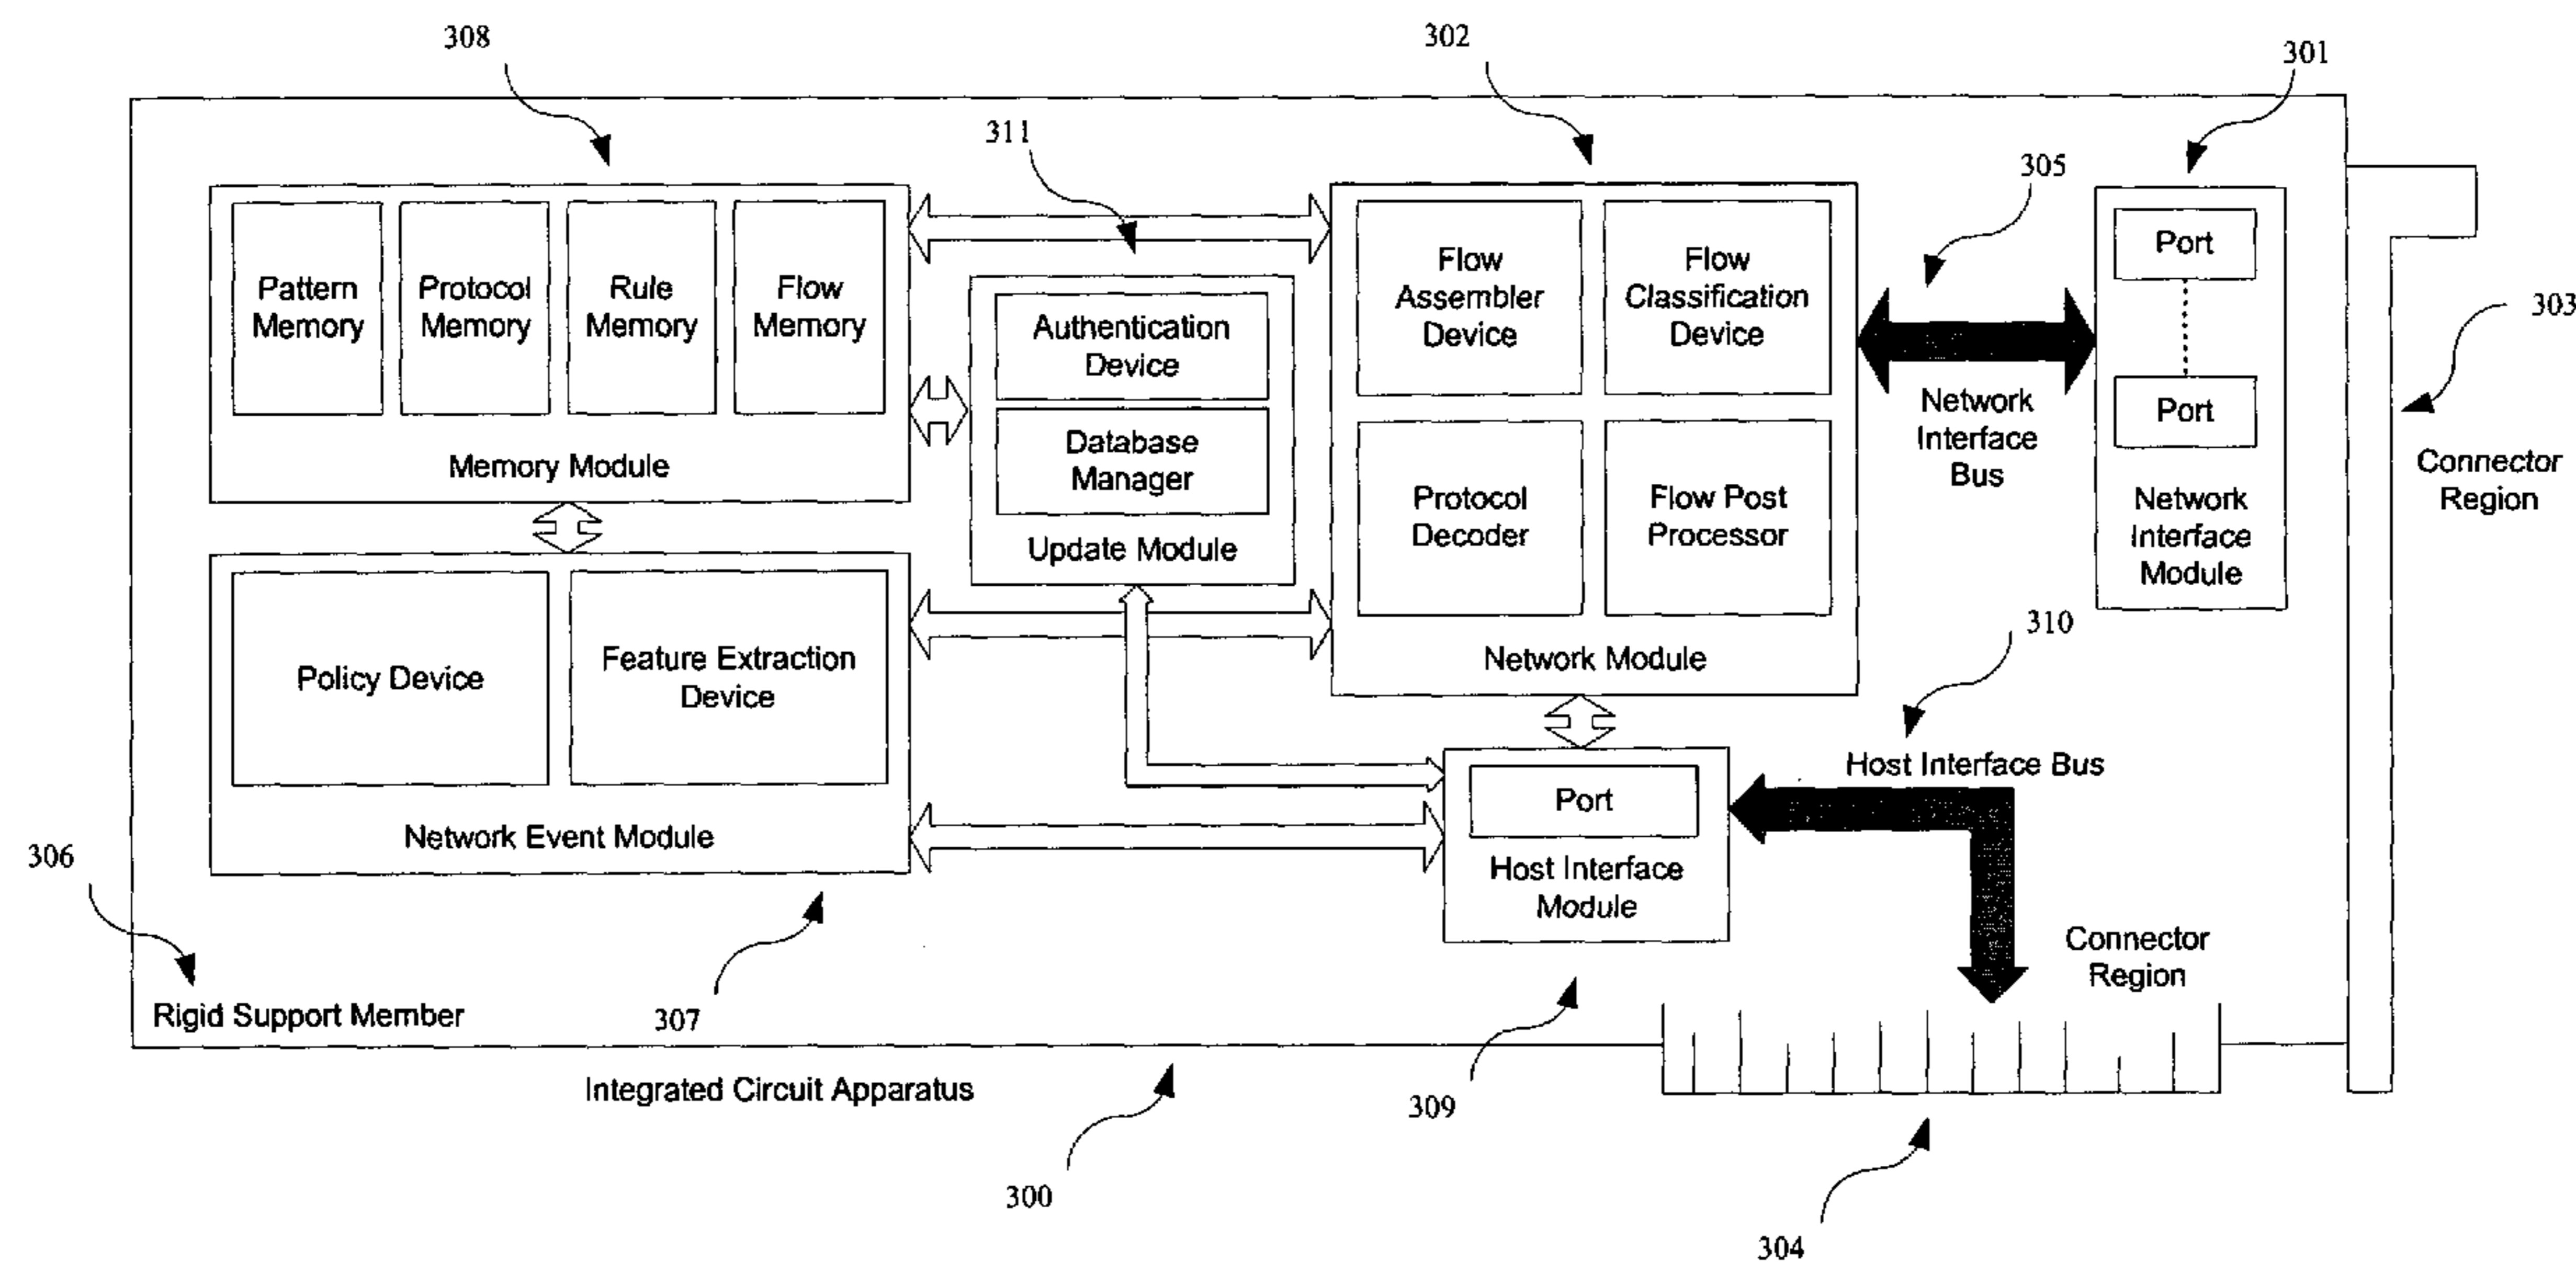 308
302
301
311
305
303
Pattern
Memory
Protocol
Memory
Rule
Memory
Flow
Memory
Memory Module
Authentication
Device
Database
Manager
Update Module
Flow
Assembler
Device
Flow
Classification
Device
Protocol
Decoder
Flow Post
Processor
Network Module
Network
Interface
Bus
Port
Port
Network
Interface
Module
Connector
Region
310
Policy Device
Feature Extraction
Device
Network Event Module
Host Interface Bus
Port
Host Interface
Module
Connector
Region
306
Rigid Support Member
307
Integrated Circuit Apparatus
309
300
304